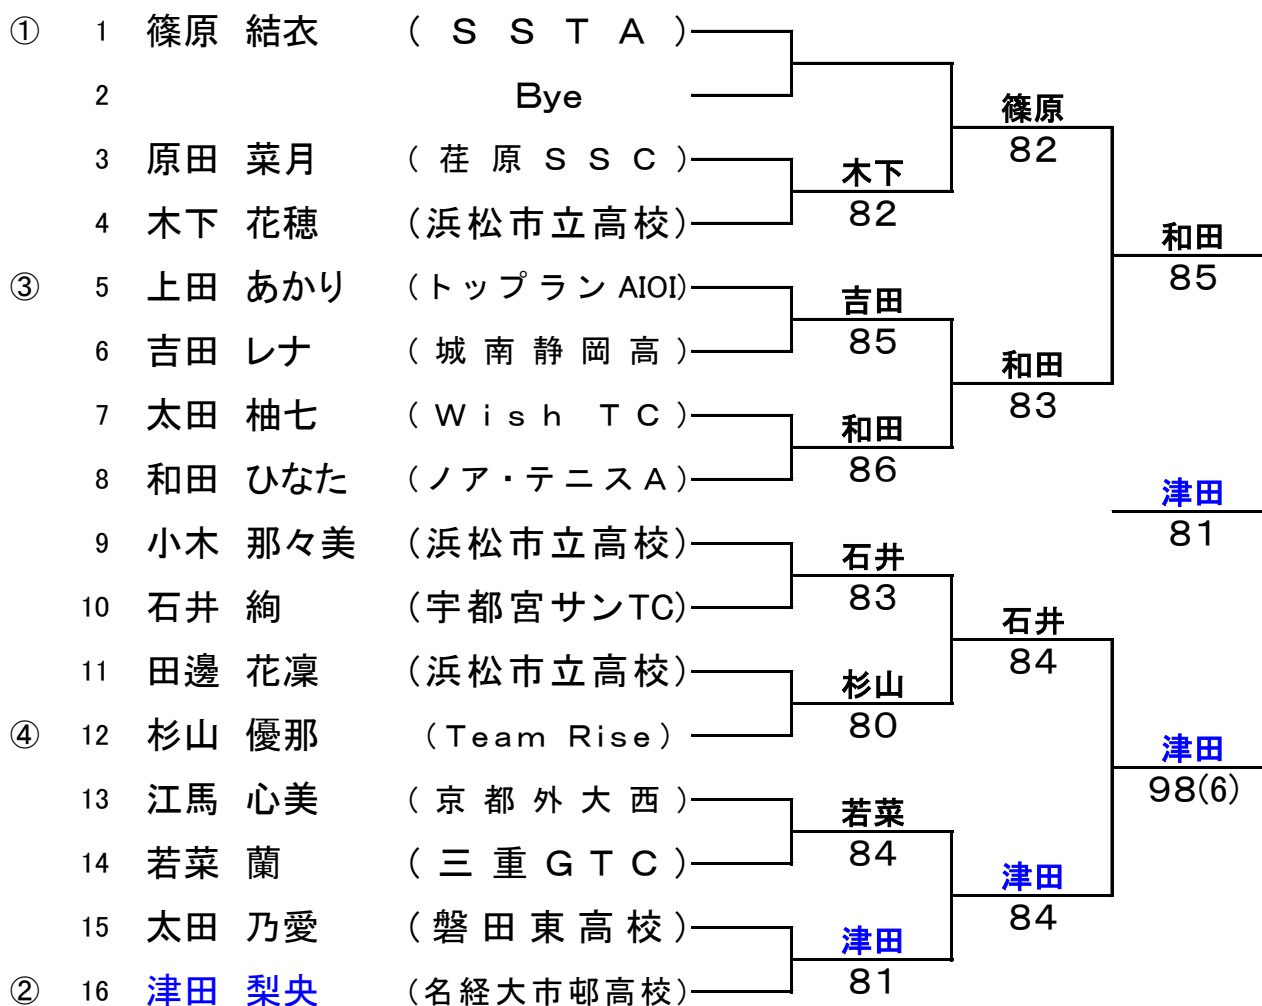 ① 1 篠原 結衣 (ＳＳＴＡ)
2 Bye
篠原
82
3 原田 菜月 (荏原ＳＳＣ)
木下
82
4 木下 花穂 (浜松市立高校)
和田
85
③ 5 上田 あかり (トップランAIOI)
吉田
85
6 吉田 レナ (城南静岡高)
和田
83
7 太田 柚七 (Wish TC)
和田
86
8 和田 ひなた (ノア・テニスＡ)
津田
81
9 小木 那々美 (浜松市立高校)
石井
83
10 石井 絢 (宇都宮サンTC)
石井
84
11 田邊 花凜 (浜松市立高校)
杉山
80
④ 12 杉山 優那 (Team Rise)
津田
98(6)
13 江馬 心美 (京都外大西)
若菜
84
14 若菜 蘭 (三重ＧＴＣ)
津田
84
15 太田 乃愛 (磐田東高校)
津田
81
② 16 津田 梨央 (名経大市邨高校)